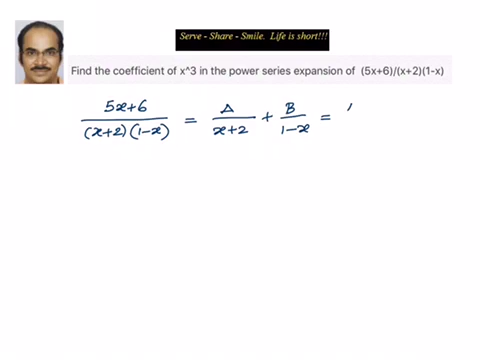 Serve - Share - Smile. Life is short!!!
Find the coefficient of x^3 in the power series expansion of (5x+6)/(x+2)(1-x)
5x+6 / (x+2)(1-x) = A / x+2 + B / 1-x =